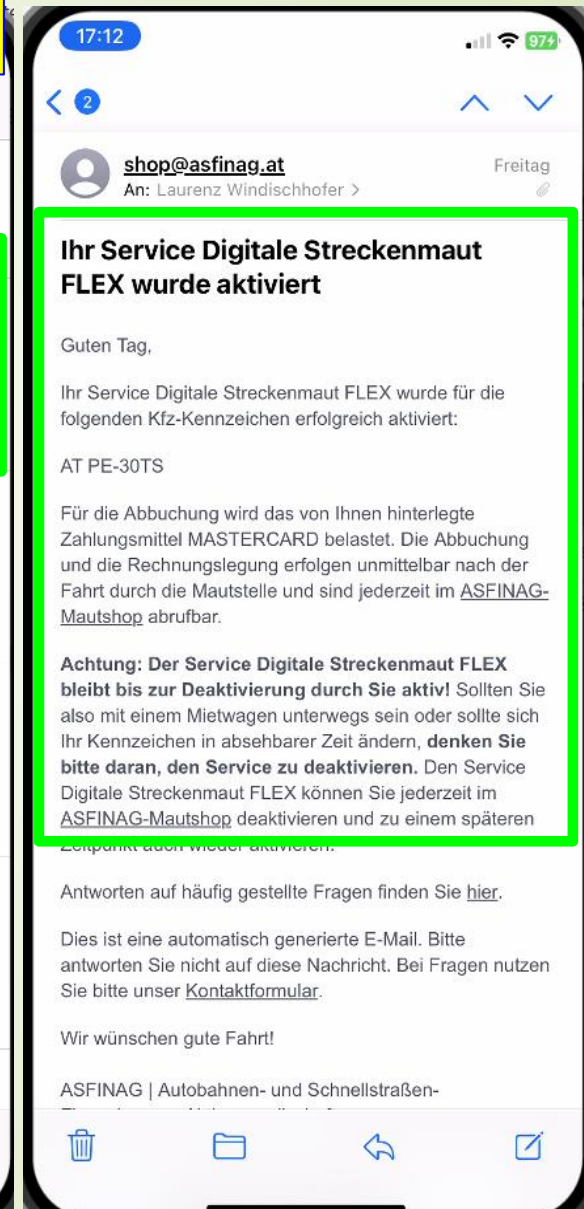 17:12
97
2
shop@asfinag.at
Freitag
An: Laurenz Windischhofer >
Ihr Service Digitale Streckenmaut
FLEX wurde aktiviert
Guten Tag,
Ihr Service Digitale Streckenmaut FLEX wurde für die
folgenden Kfz-Kennzeichen erfolgreich aktiviert:
AT PE-30TS
Für die Abbuchung wird das von Ihnen hinterlegte
Zahlungsmittel MASTERCARD belastet. Die Abbuchung
und die Rechnungslegung erfolgen unmittelbar nach der
Fahrt durch die Mautstelle und sind jederzeit im ASFINAG-
Mautshop abrufbar.
Achtung: Der Service Digitale Streckenmaut FLEX
bleibt bis zur Deaktivierung durch Sie aktiv! Sollten Sie
also mit einem Mietwagen unterwegs sein oder sollte sich
Ihr Kennzeichen in absehbarer Zeit ändern, denken Sie
bitte daran, den Service zu deaktivieren. Den Service
Digitale Streckenmaut FLEX können Sie jederzeit im
ASFINAG-Mautshop deaktivieren und zu einem späteren
Zeitpunkt auch wieder aktivieren.
Antworten auf häufig gestellte Fragen finden Sie hier.
Dies ist eine automatisch generierte E-Mail. Bitte
antworten Sie nicht auf diese Nachricht. Bei Fragen nutzen
Sie bitte unser Kontaktformular.
Wir wünschen gute Fahrt!
ASFINAG | Autobahnen- und Schnellstraßen-